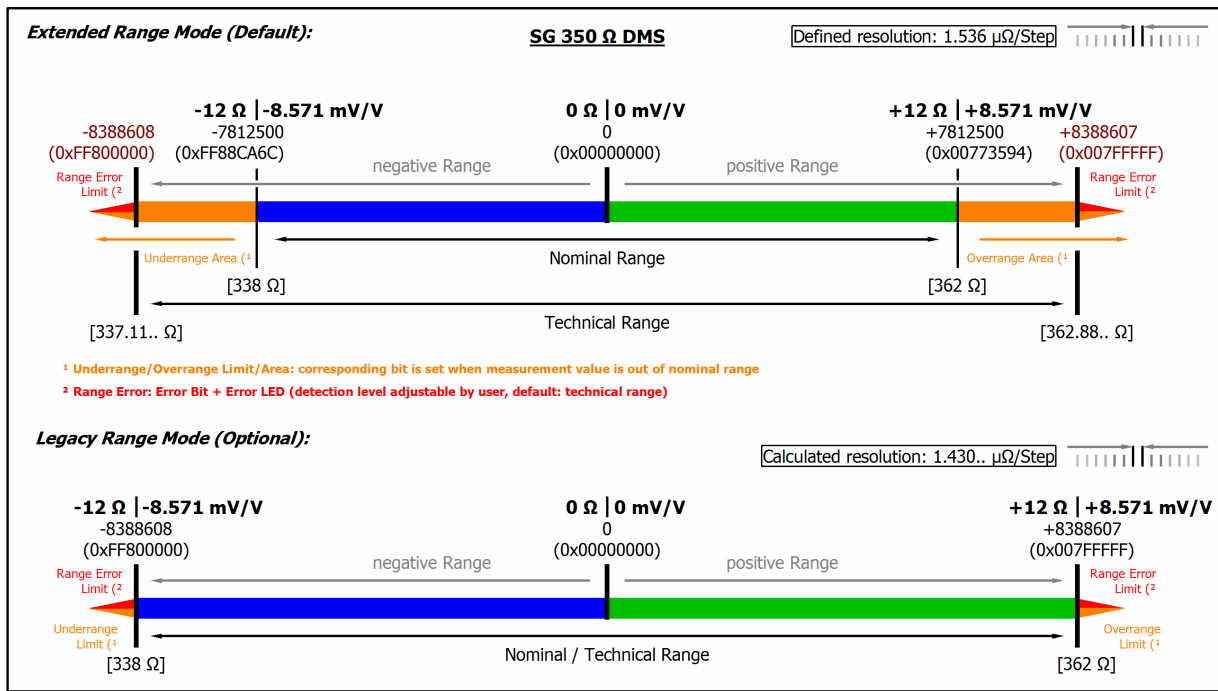 Extended Range Mode (Default):
SG 350 Ω DMS
Defined resolution: 1.536 µΩ/Step
-12 Ω | -8.571 mV/V
0 Ω | 0 mV/V
+12 Ω | +8.571 mV/V
-8388608
(0xFF800000)
-7812500
(0xFF88CA6C)
0
(0x00000000)
+7812500
(0x00773594)
+8388607
(0x007FFFFF)
negative Range
positive Range
Range Error
Limit (²
Range Error
Limit (²
Underrange Area (¹
Nominal Range
Overrange Area (¹
[338 Ω]
[362 Ω]
Technical Range
[337.11.. Ω]
[362.88.. Ω]
¹ Underrange/Overrange Limit/Area: corresponding bit is set when measurement value is out of nominal range
² Range Error: Error Bit + Error LED (detection level adjustable by user, default: technical range)
Legacy Range Mode (Optional):
Calculated resolution: 1.430.. µΩ/Step
-12 Ω | -8.571 mV/V
0 Ω | 0 mV/V
+12 Ω | +8.571 mV/V
-8388608
(0xFF800000)
0
(0x00000000)
+8388607
(0x007FFFFF)
negative Range
positive Range
Range Error
Limit (²
Range Error
Limit (²
Underrange
Limit (¹
Overrange
Limit (¹
Nominal / Technical Range
[338 Ω]
[362 Ω]